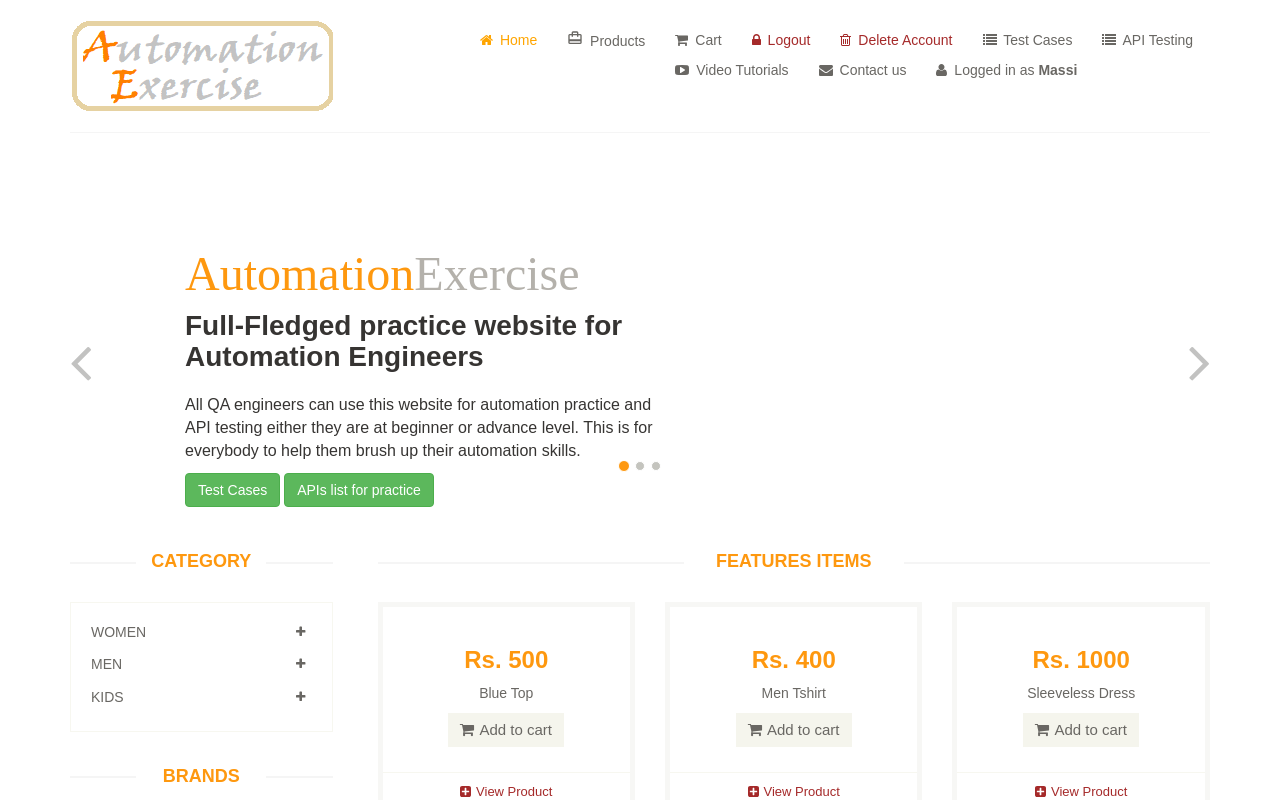 Automation
Exercise
Home
Products
Cart
Logout
Delete Account
Test Cases
API Testing
Video Tutorials
Contact us
Logged in as Massi
AutomationExercise
Full-Fledged practice website for
Automation Engineers
All QA engineers can use this website for automation practice and
API testing either they are at beginner or advance level. This is for
everybody to help them brush up their automation skills.
Test Cases
APIs list for practice
CATEGORY
WOMEN
MEN
KIDS
BRANDS
FEATURES ITEMS
Rs. 500
Blue Top
Add to cart
View Product
Rs. 400
Men Tshirt
Add to cart
View Product
Rs. 1000
Sleeveless Dress
Add to cart
View Product